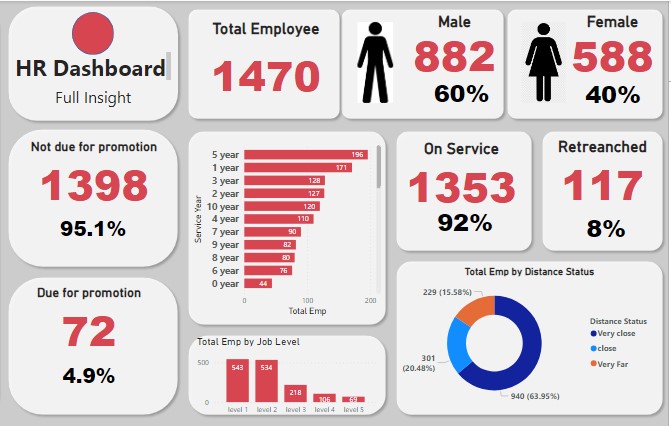 HR Dashboard
Full Insight
Total Employee
1470
Male
882
60%
Female
588
40%
Not due for promotion
1398
95.1%
Due for promotion
72
4.9%
Service Year
5 year
196
1 year
171
3 year
128
2 year
127
10 year
120
4 year
110
7 year
90
9 year
82
8 year
80
6 year
76
0 year
44
0
100
200
Total Emp
Total Emp by Job Level
500
0
543
534
218
106
69
level 1
level 2
level 3
level 4
level 5
On Service
1353
92%
Retreanched
117
8%
Total Emp by Distance Status
229 (15.58%)
301
(20.48%)
940 (63.95%)
Distance Status
Very close
close
Very Far